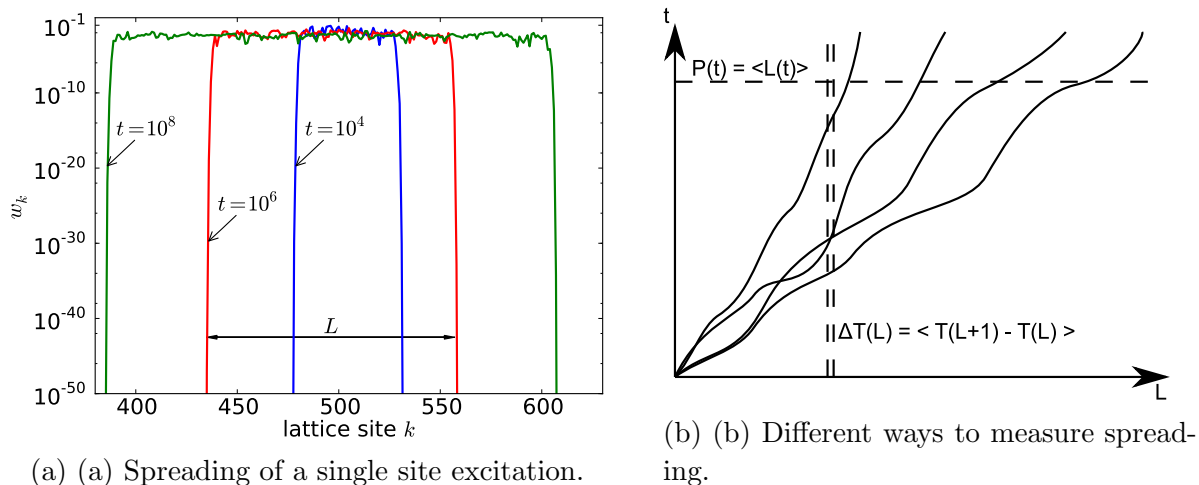 10^-1
10^-10
10^-20
10^-30
10^-40
10^-50
w_k
t=10^8
t=10^4
t=10^6
L
400 450 500 550 600
lattice site k
(a) (a) Spreading of a single site excitation.
t
P(t) = <L(t)>
ΔT(L) = < T(L+1) - T(L) >
L
(b) (b) Different ways to measure spread-
ing.